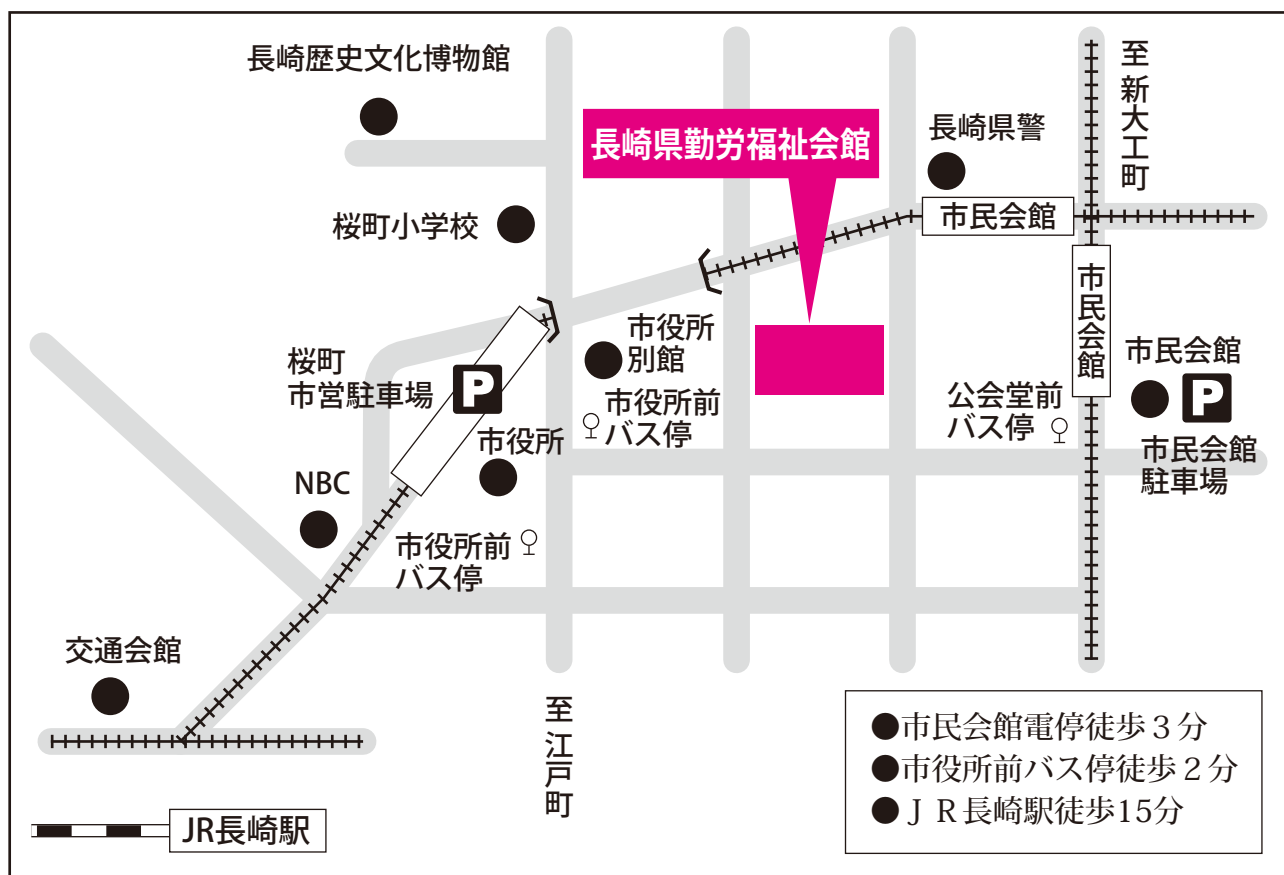 長崎歴史文化博物館
長崎県勤労福祉会館
長崎県警
至新大工町
桜町小学校
市民会館
市民会館
市役所
別館
市役所前
バス停
桜町
市営駐車場
P
市役所
公会堂前
バス停
市民会館
P
市民会館
駐車場
NBC
市役所前
バス停
交通会館
至江戸町
JR長崎駅
●市民会館電停徒歩３分
●市役所前バス停徒歩２分
●ＪＲ長崎駅徒歩15分